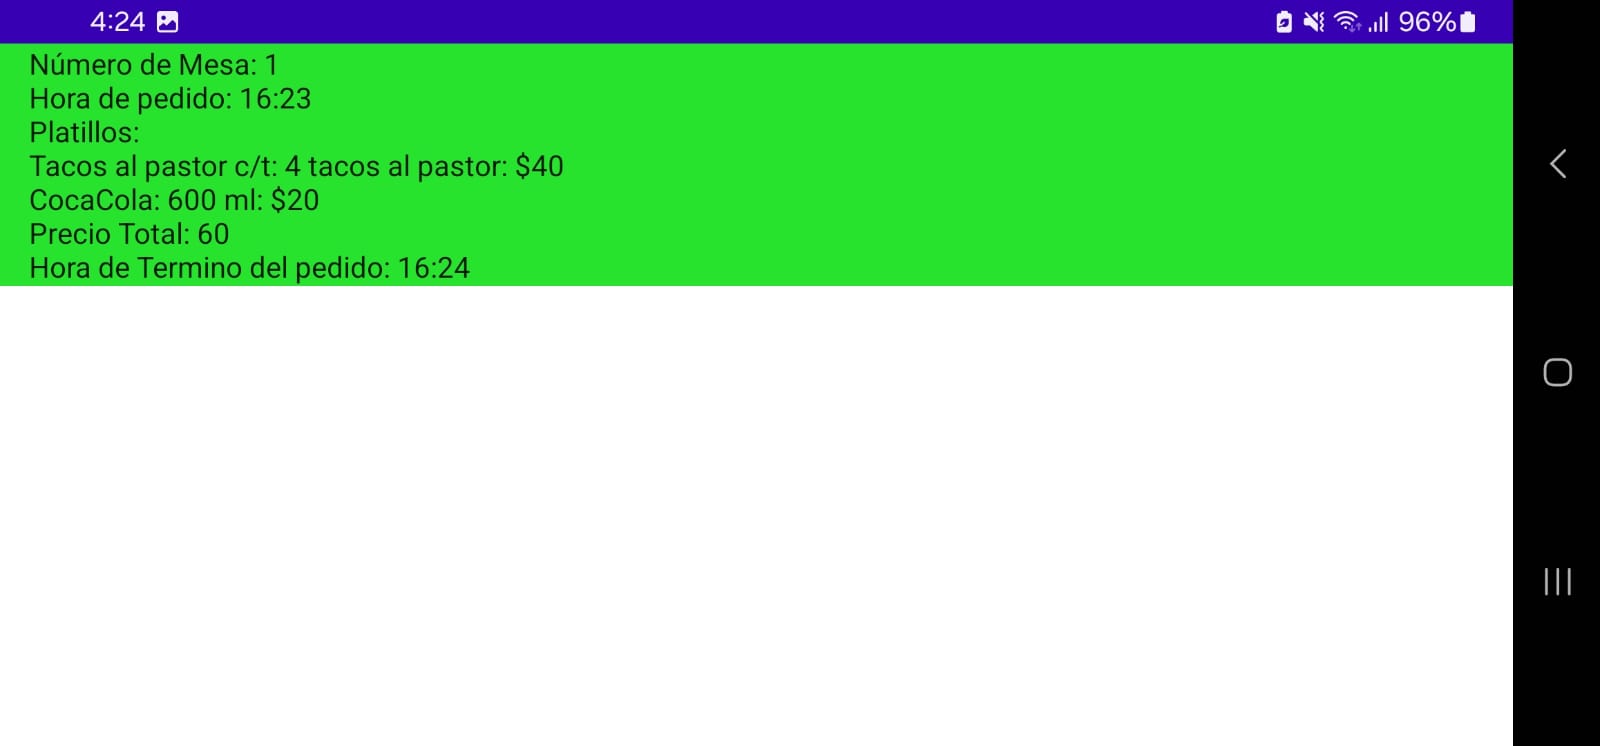 4:24 96%
Número de Mesa: 1
Hora de pedido: 16:23
Platillos:
Tacos al pastor c/t: 4 tacos al pastor: $40
CocaCola: 600 ml: $20
Precio Total: 60
Hora de Termino del pedido: 16:24